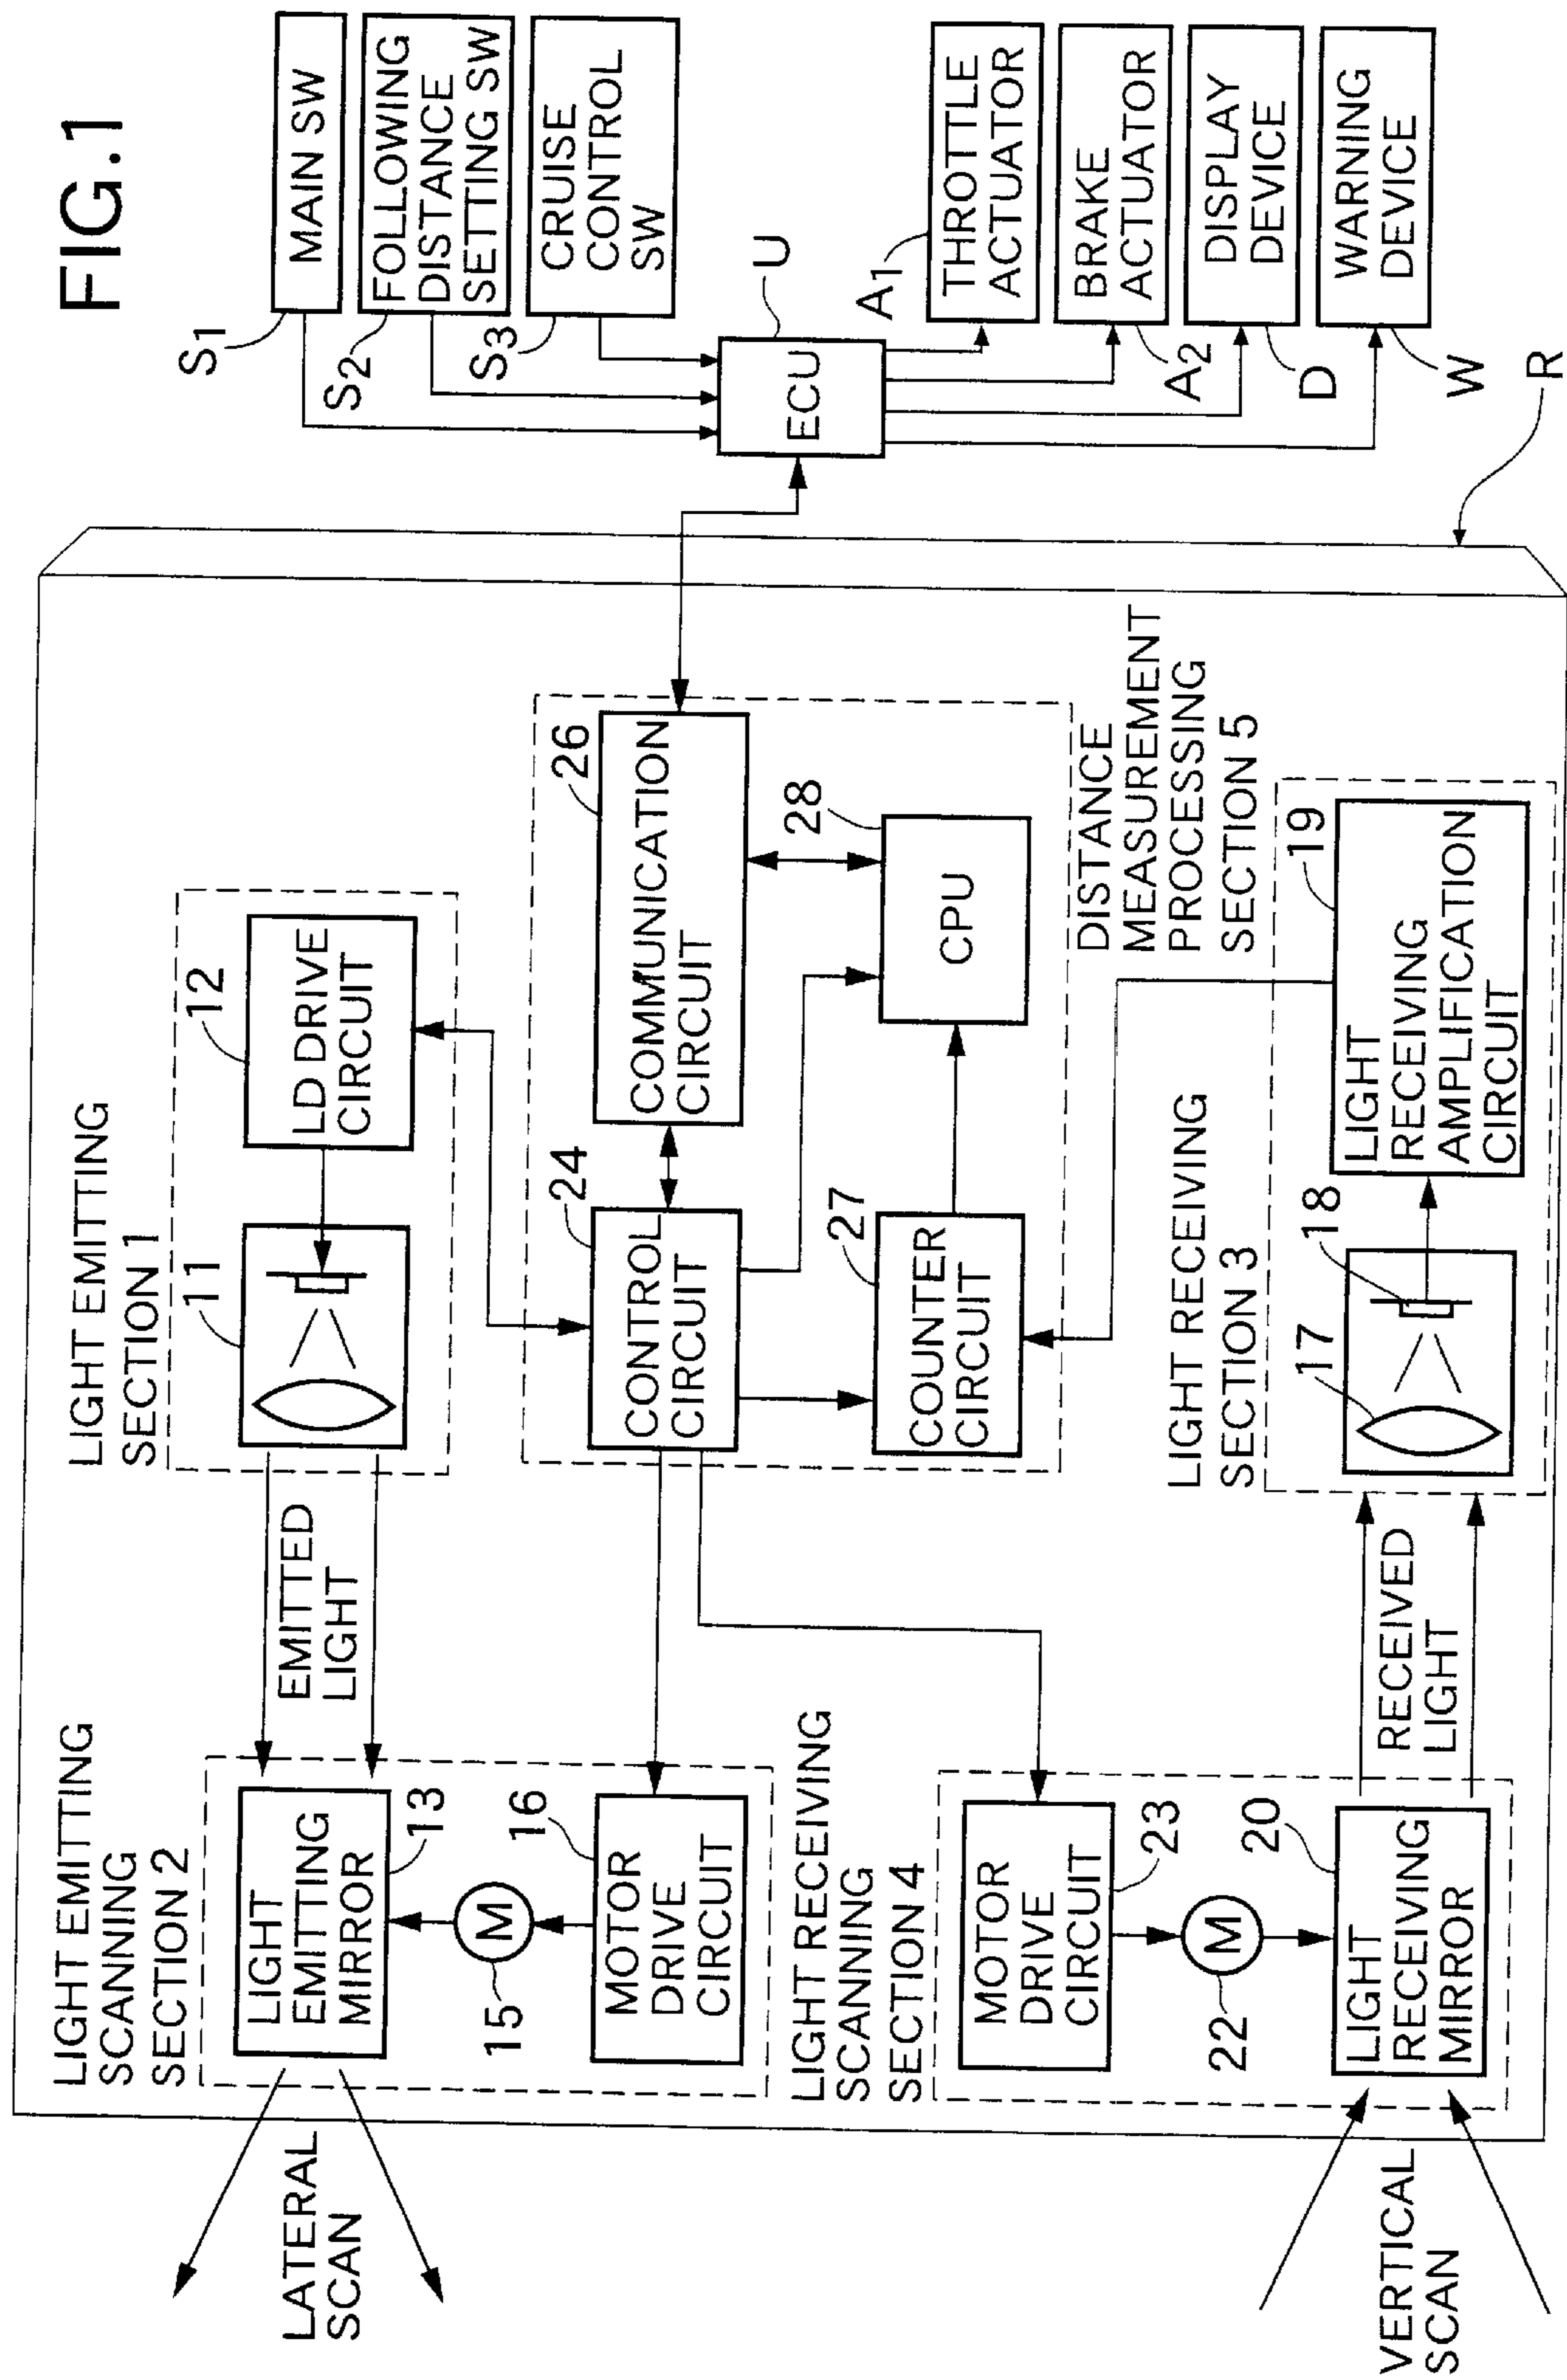 FIG.1
LIGHT EMITTING
SCANNING
SECTION 2
LIGHT
EMITTING
MIRROR
13
15
M
16
MOTOR
DRIVE
CIRCUIT
LATERAL
SCAN
EMITTED
LIGHT
LIGHT EMITTING
SECTION 1
11
12
LD DRIVE
CIRCUIT
24
CONTROL
CIRCUIT
26
COMMUNICATION
CIRCUIT
27
COUNTER
CIRCUIT
28
CPU
DISTANCE
MEASUREMENT
PROCESSING
SECTION 5
LIGHT RECEIVING
SCANNING
SECTION 4
MOTOR
DRIVE
CIRCUIT
23
22
M
20
LIGHT
RECEIVING
MIRROR
VERTICAL
SCAN
RECEIVED
LIGHT
LIGHT RECEIVING
SECTION 3
17
18
19
LIGHT
RECEIVING
AMPLIFICATION
CIRCUIT
S1
MAIN SW
S2
FOLLOWING
DISTANCE
SETTING SW
S3
CRUISE
CONTROL
SW
U
ECU
A1
THROTTLE
ACTUATOR
A2
BRAKE
ACTUATOR
D
DISPLAY
DEVICE
W
WARNING
DEVICE
R